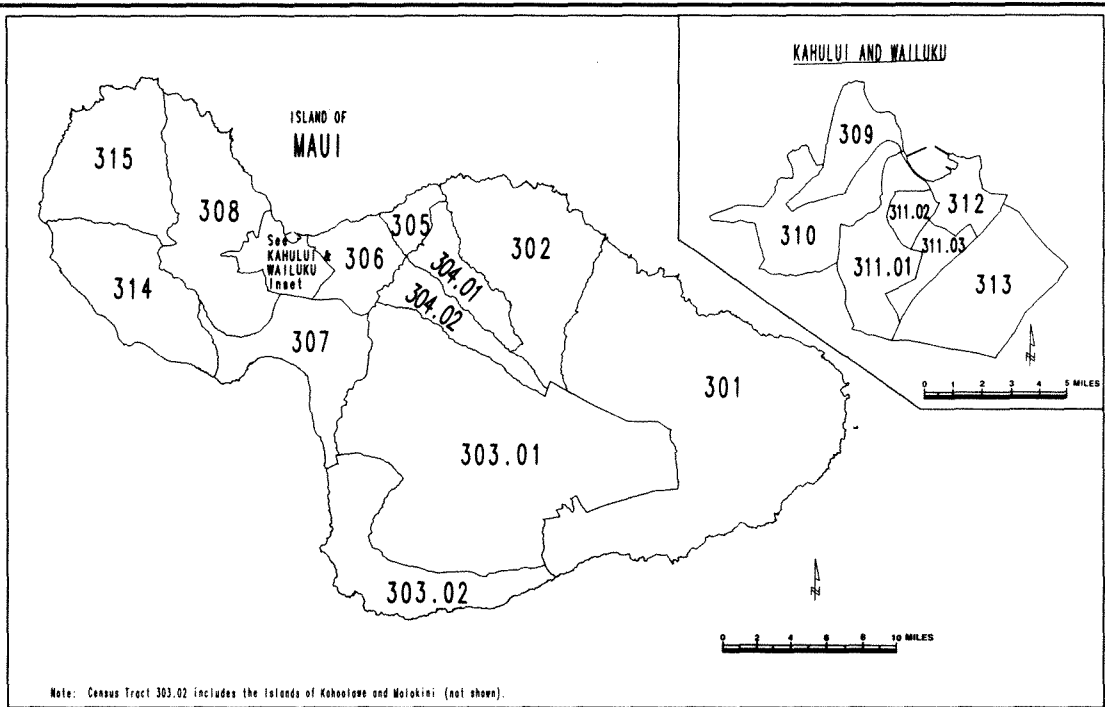 KAHULUI AND WAILUKU
ISLAND OF
MAUI
309
315
311.02
312
308
305
302
310
311.03
See
KAHULUI &
WAILUKU
Inset
306
304.01
311.01
313
314
304.02
N
307
0 1 2 3 4 5 MILES
301
303.01
303.02
N
0 2 4 6 8 10 MILES
Note: Census Tract 303.02 includes the Islands of Kahoolawe and Molokini (not shown).